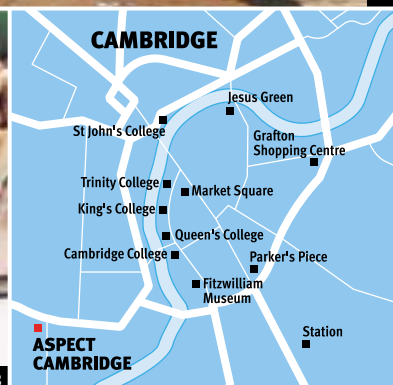 CAMBRIDGE
Jesus Green
St John's College
Grafton
Shopping Centre
Trinity College
Market Square
King's College
Queen's College
Cambridge College
Parker's Piece
Fitzwilliam
Museum
Station
ASPECT
CAMBRIDGE